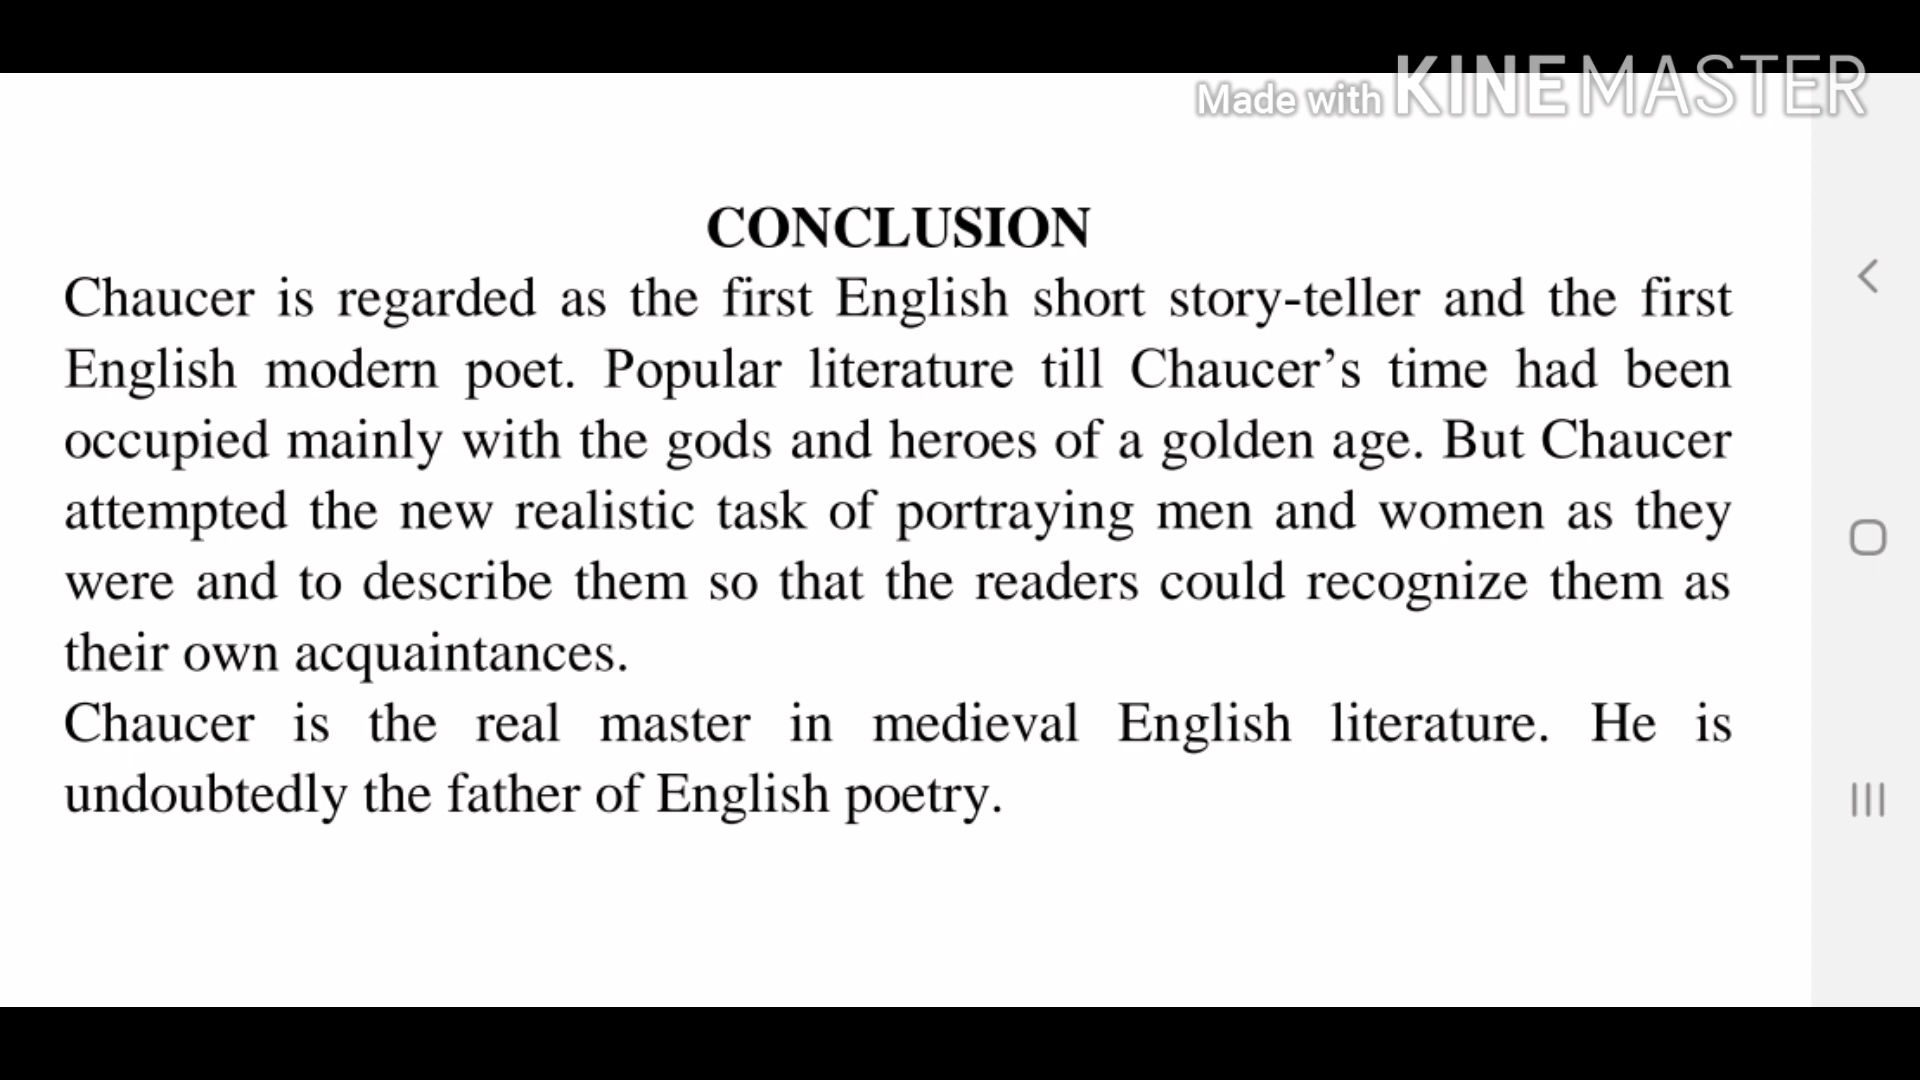 Made with KINEMASTER
CONCLUSION
Chaucer is regarded as the first English short story-teller and the first
English modern poet. Popular literature till Chaucer’s time had been
occupied mainly with the gods and heroes of a golden age. But Chaucer
attempted the new realistic task of portraying men and women as they
were and to describe them so that the readers could recognize them as
their own acquaintances.
Chaucer is the real master in medieval English literature. He is
undoubtedly the father of English poetry.